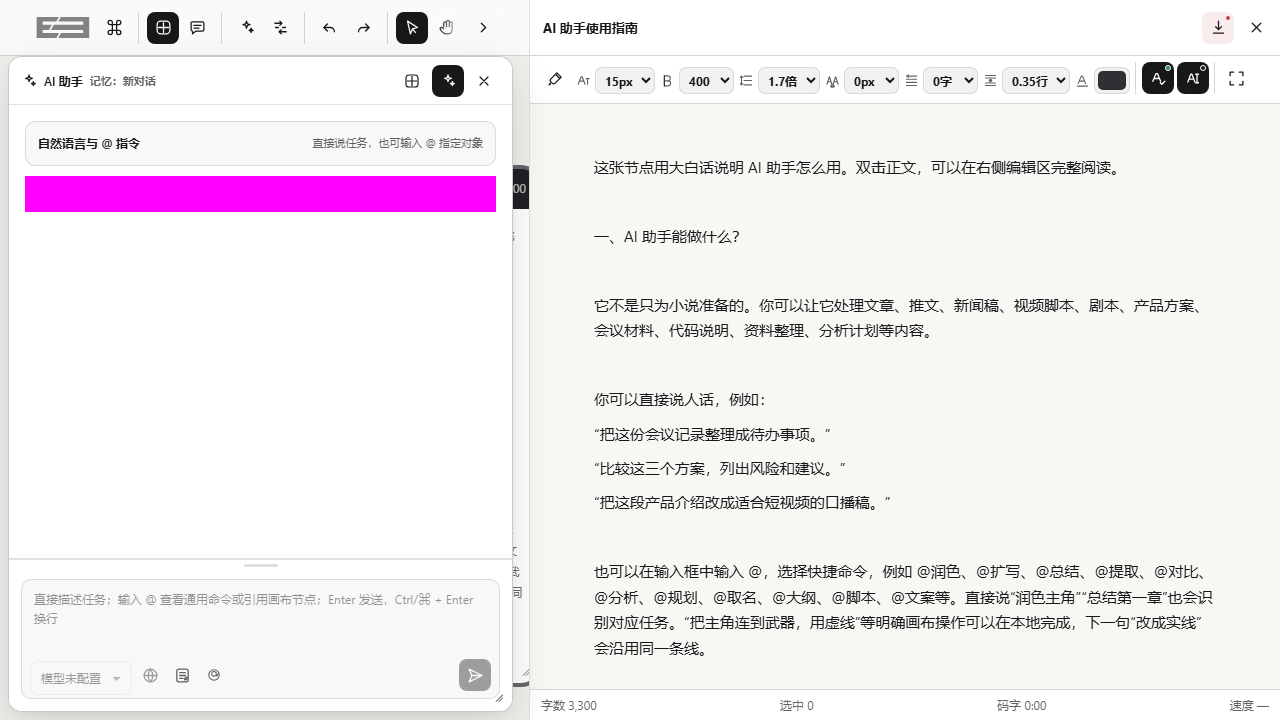 AI 助手使用指南
AI 助手 记忆：新对话
15px
B
400
1.7倍
0px
0字
0.35行
自然语言与 @ 指令
直接说任务，也可输入 @ 指定对象
00
这张节点用大白话说明 AI 助手怎么用。双击正文，可以在右侧编辑区完整阅读。
一、AI 助手能做什么？
它不是只为小说准备的。你可以让它处理文章、推文、新闻稿、视频脚本、剧本、产品方案、
会议材料、代码说明、资料整理、分析计划等内容。
你可以直接说人话，例如：
“把这份会议记录整理成待办事项。”
“比较这三个方案，列出风险和建议。”
“把这段产品介绍改成适合短视频的口播稿。”
也可以在输入框中输入 @，选择快捷命令，例如 @润色、@扩写、@总结、@提取、@对比、
@分析、@规划、@取名、@大纲、@脚本、@文案等。直接说“润色主角”“总结第一章”也会识
别对应任务。“把主角连到武器，用虚线”等明确画布操作可以在本地完成，下一句“改成实线”
会沿用同一条线。
同
直接描述任务；输入 @ 查看通用命令或引用画布节点；Enter 发送，Ctrl/⌘ + Enter
换行
模型未配置
字数 3,300
选中 0
码字 0:00
速度 —